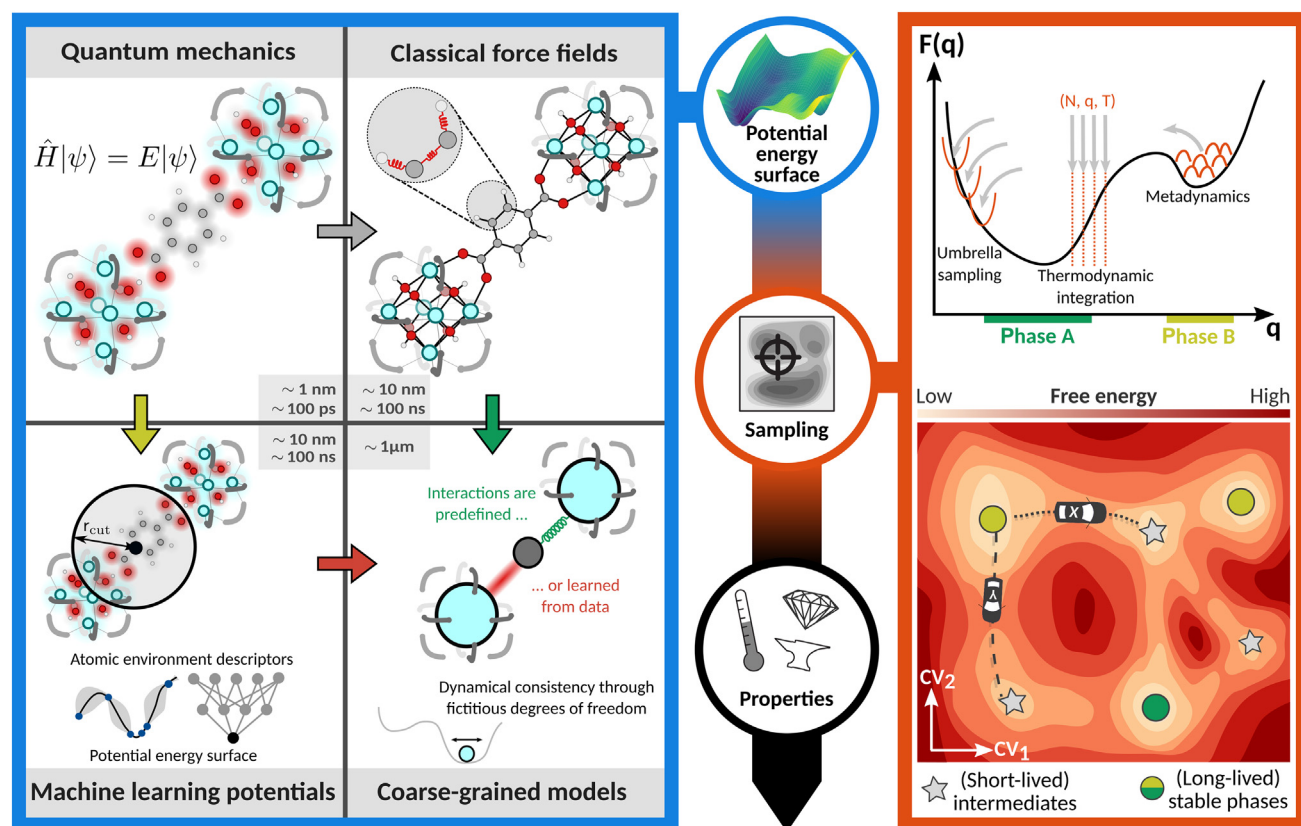 Quantum mechanics
Ĥ|ψ⟩ = E|ψ⟩
Classical force fields
∼ 1 nm
∼ 100 ps
∼ 10 nm
∼ 100 ns
∼ 10 nm
∼ 100 ns
∼ 1μm
r_cut
Atomic environment descriptors
Potential energy surface
Machine learning potentials
Interactions are
predefined ...
... or learned
from data
Dynamical consistency through
fictitious degrees of freedom
Coarse-grained models
Potential
energy
surface
Sampling
Properties
F(q)
(N, q, T)
Metadynamics
Umbrella
sampling
Thermodynamic
integration
Phase A
Phase B
q
Low
Free energy
High
X
Y
CV₂
CV₁
(Short-lived)
intermediates
(Long-lived)
stable phases